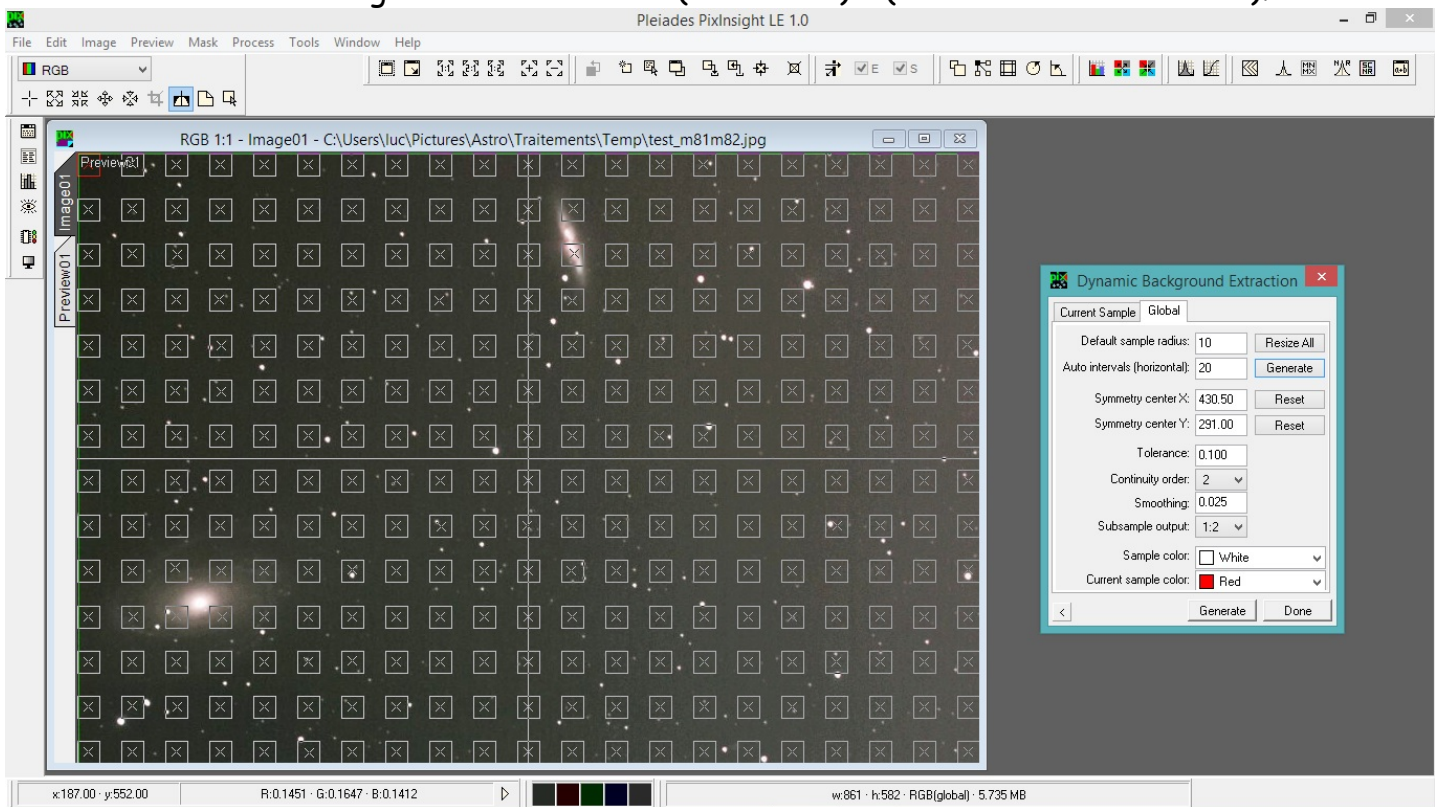 Pleiades PixInsight LE 1.0
File Edit Image Preview Mask Process Tools Window Help
RGB
E S
RGB 1:1 - Image01 - C:\Users\luc\Pictures\Astro\Traitements\Temp\test_m81m82.jpg
Preview01
Image01
Preview01
Dynamic Background Extraction
Current Sample Global
Default sample radius: 10 Resize All
Auto intervals (horizontal): 20 Generate
Symmetry center X: 430.50 Reset
Symmetry center Y: 291.00 Reset
Tolerance: 0.100
Continuity order: 2
Smoothing: 0.025
Subsample output: 1:2
Sample color: White
Current sample color: Red
< Generate Done
x:187.00 · y:552.00 R:0.1451 · G:0.1647 · B:0.1412 w:861 · h:582 · RGB(global) · 5.735 MB